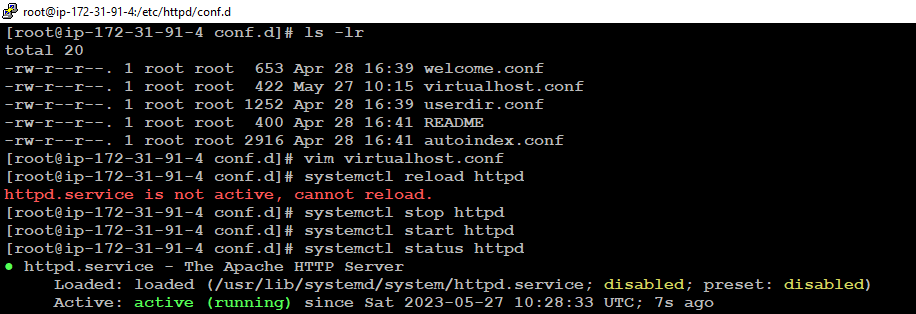 root@ip-172-31-91-4:/etc/httpd/conf.d
[root@ip-172-31-91-4 conf.d]# ls -lr
total 20
-rw-r--r--. 1 root root  653 Apr 28 16:39 welcome.conf
-rw-r--r--. 1 root root  422 May 27 10:15 virtualhost.conf
-rw-r--r--. 1 root root 1252 Apr 28 16:39 userdir.conf
-rw-r--r--. 1 root root  400 Apr 28 16:41 README
-rw-r--r--. 1 root root 2916 Apr 28 16:41 autoindex.conf
[root@ip-172-31-91-4 conf.d]# vim virtualhost.conf
[root@ip-172-31-91-4 conf.d]# systemctl reload httpd
httpd.service is not active, cannot reload.
[root@ip-172-31-91-4 conf.d]# systemctl stop httpd
[root@ip-172-31-91-4 conf.d]# systemctl start httpd
[root@ip-172-31-91-4 conf.d]# systemctl status httpd
● httpd.service - The Apache HTTP Server
     Loaded: loaded (/usr/lib/systemd/system/httpd.service; disabled; preset: disabled)
     Active: active (running) since Sat 2023-05-27 10:28:33 UTC; 7s ago